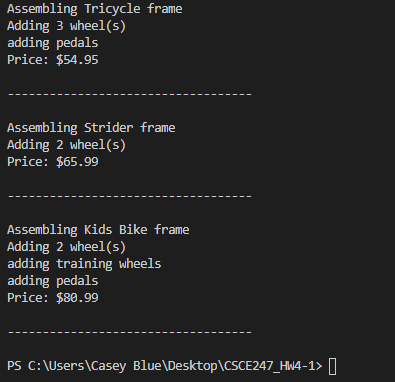 Assembling Tricycle frame
Adding 3 wheel(s)
adding pedals
Price: $54.95
-----------------------------------
Assembling Strider frame
Adding 2 wheel(s)
Price: $65.99
-----------------------------------
Assembling Kids Bike frame
Adding 2 wheel(s)
adding training wheels
adding pedals
Price: $80.99
-----------------------------------
PS C:\Users\Casey Blue\Desktop\CSCE247_HW4-1>